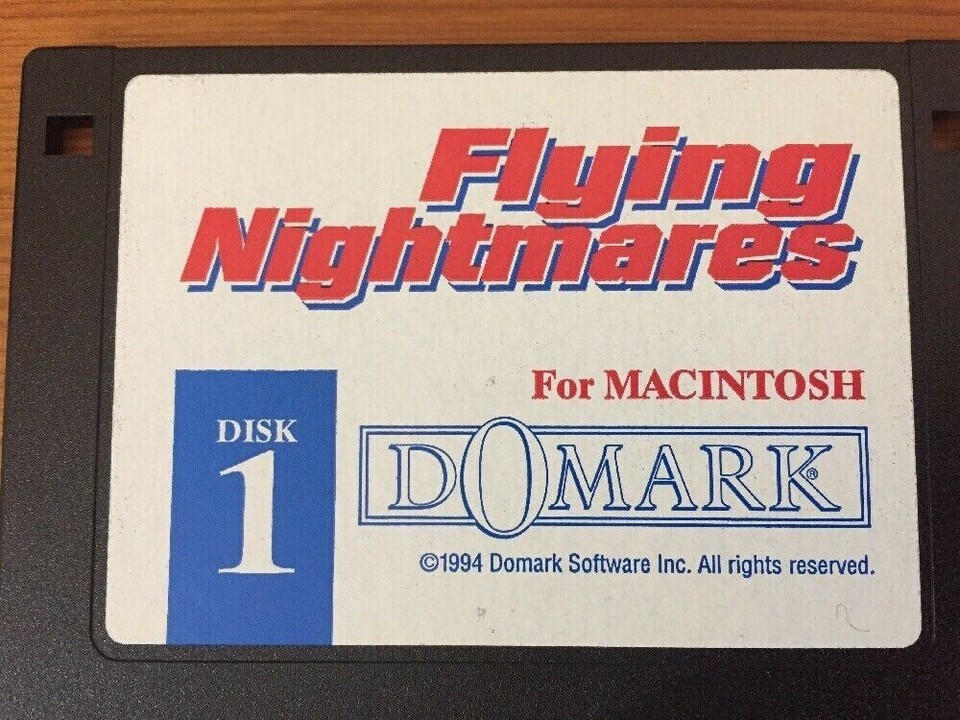 Flying
Nightmares
For MACINTOSH
DISK
1
DOMARK®
©1994 Domark Software Inc. All rights reserved.